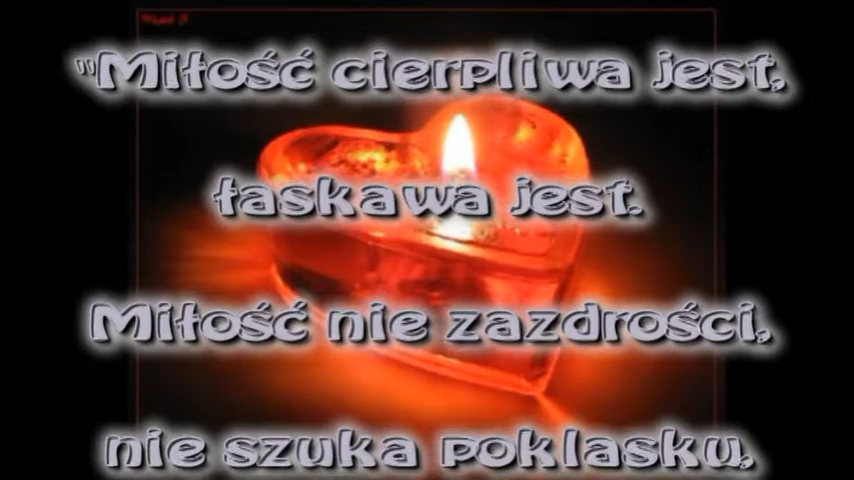 "Miłość cierpliwa jest,
łaskawa jest.
Miłość nie zazdrości,
nie szuka poklasku,